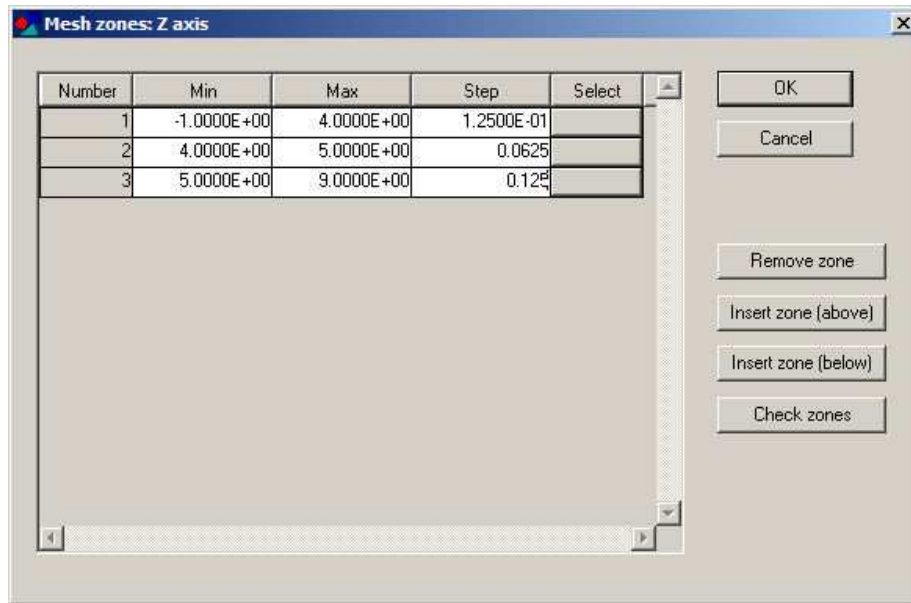 Mesh zones: Z axis
Number Min Max Step Select
1 -1.0000E+00 4.0000E+00 1.2500E-01
2 4.0000E+00 5.0000E+00 0.0625
3 5.0000E+00 9.0000E+00 0.125
OK
Cancel
Remove zone
Insert zone (above)
Insert zone (below)
Check zones